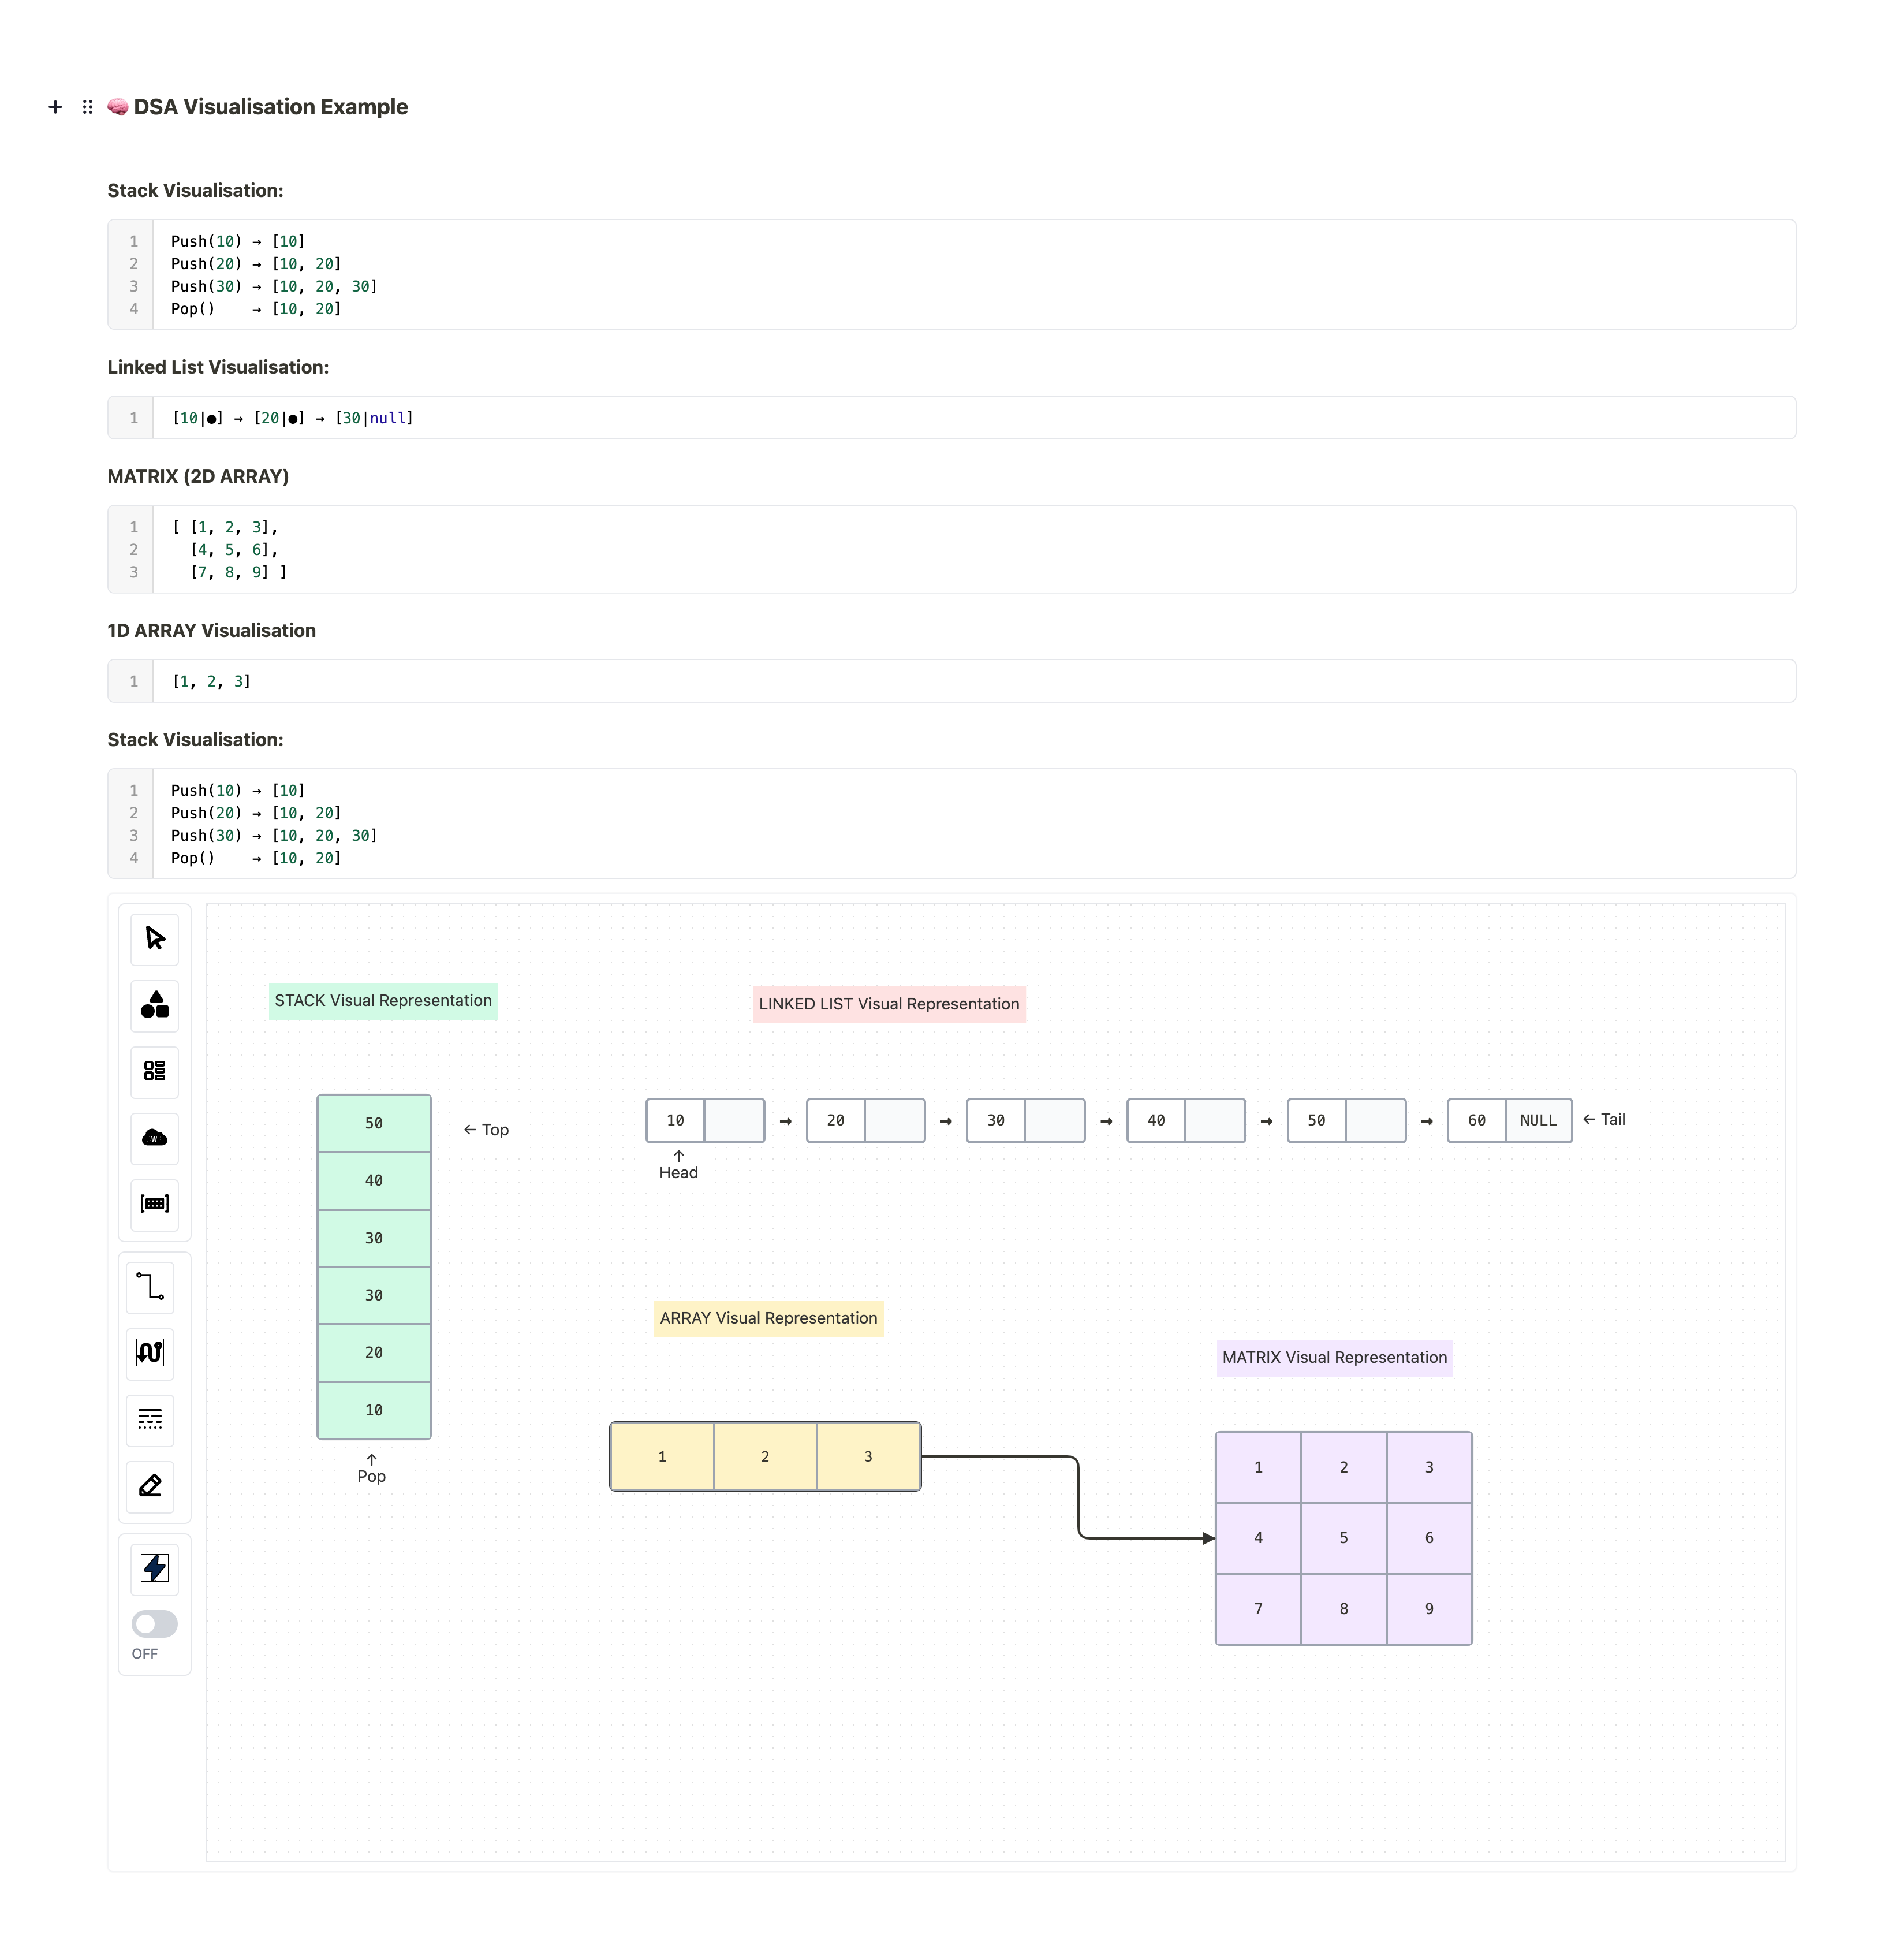 🧠 DSA Visualisation Example
Stack Visualisation:
1 Push(10) → [10]
2 Push(20) → [10, 20]
3 Push(30) → [10, 20, 30]
4 Pop()    → [10, 20]
Linked List Visualisation:
1 [10|●] → [20|●] → [30|null]
MATRIX (2D ARRAY)
1 [ [1, 2, 3],
2   [4, 5, 6],
3   [7, 8, 9] ]
1D ARRAY Visualisation
1 [1, 2, 3]
Stack Visualisation:
1 Push(10) → [10]
2 Push(20) → [10, 20]
3 Push(30) → [10, 20, 30]
4 Pop()    → [10, 20]
W
OFF
STACK Visual Representation
50
← Top
40
30
30
20
10
↑
Pop
LINKED LIST Visual Representation
10 → 20 → 30 → 40 → 50 → 60 NULL ← Tail
↑
Head
ARRAY Visual Representation
1 2 3
MATRIX Visual Representation
1 2 3
4 5 6
7 8 9